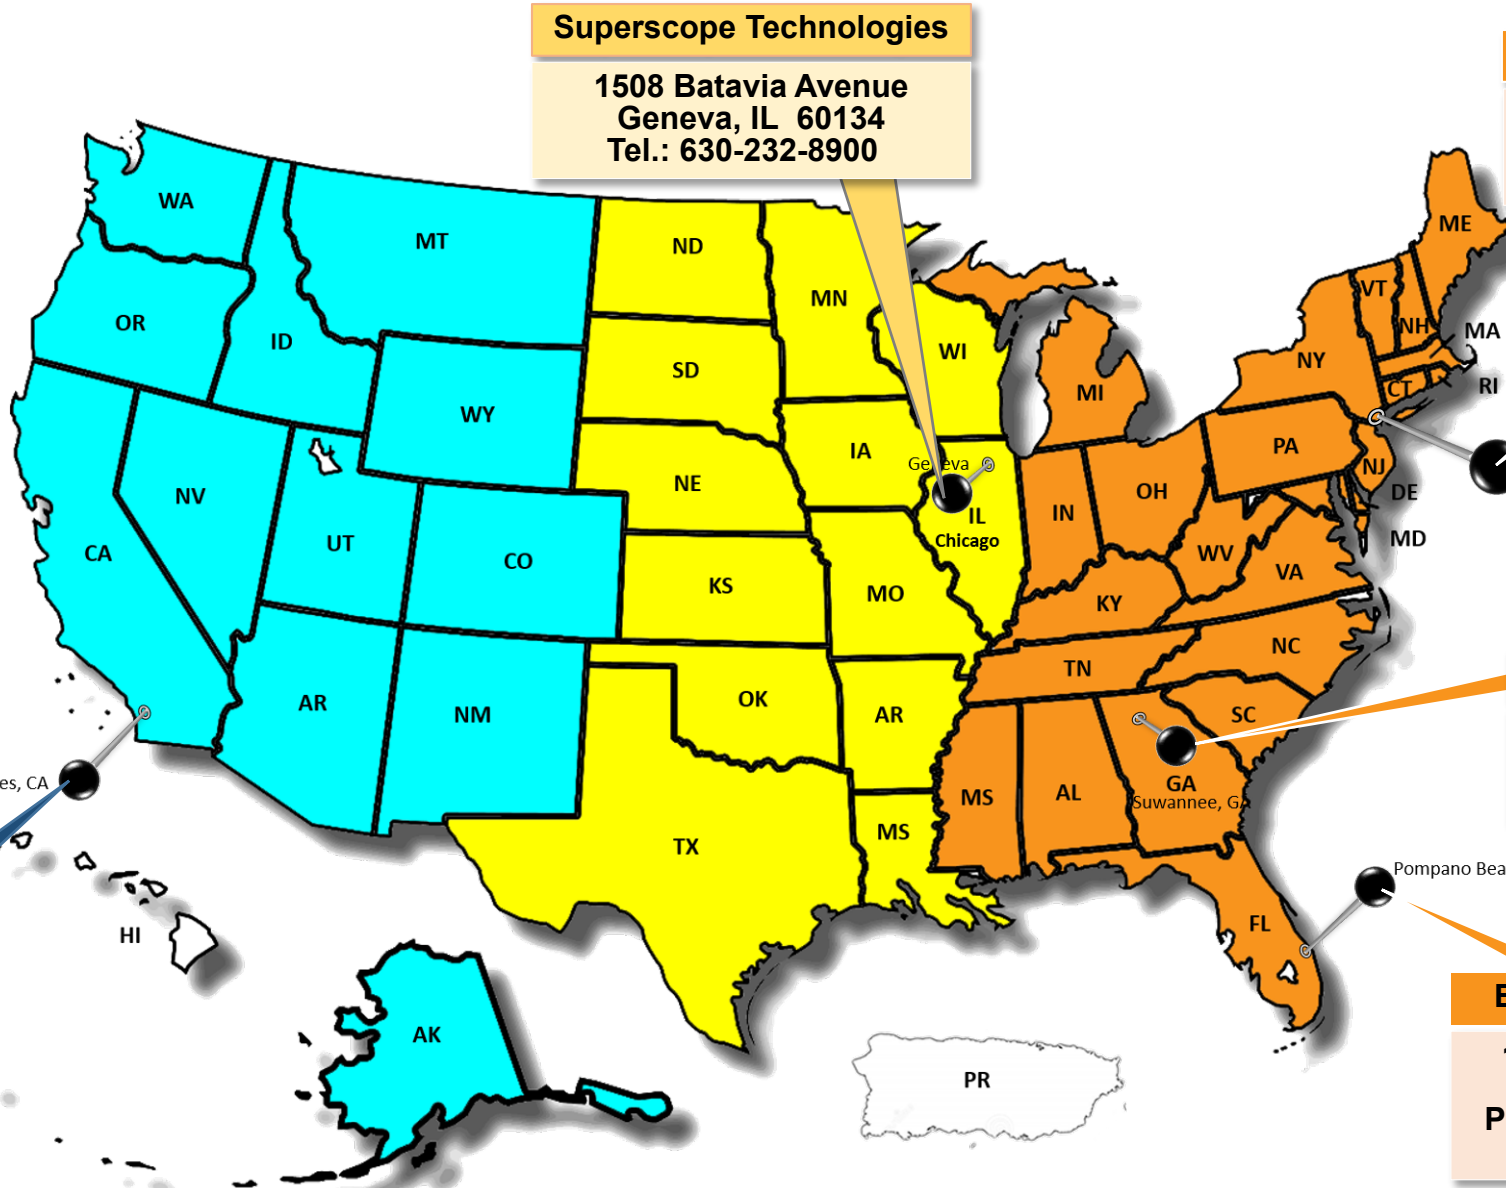 Superscope Technologies
1508 Batavia Avenue
Geneva, IL  60134
Tel.: 630-232-8900
WA
MT
ND
MN
ME
VT
NH
MA
OR
ID
SD
WI
NY
MI
CT
RI
WY
IA
PA
NJ
Geneva
NV
NE
OH
DE
IN
IL
Chicago
MD
UT
CA
CO
WV
VA
KS
MO
KY
NC
TN
AR
NM
OK
AR
SC
es, CA
MS
AL
GA
Suwannee, GA
TX
MS
Pompano Bea
HI
FL
E
AK
PR
P